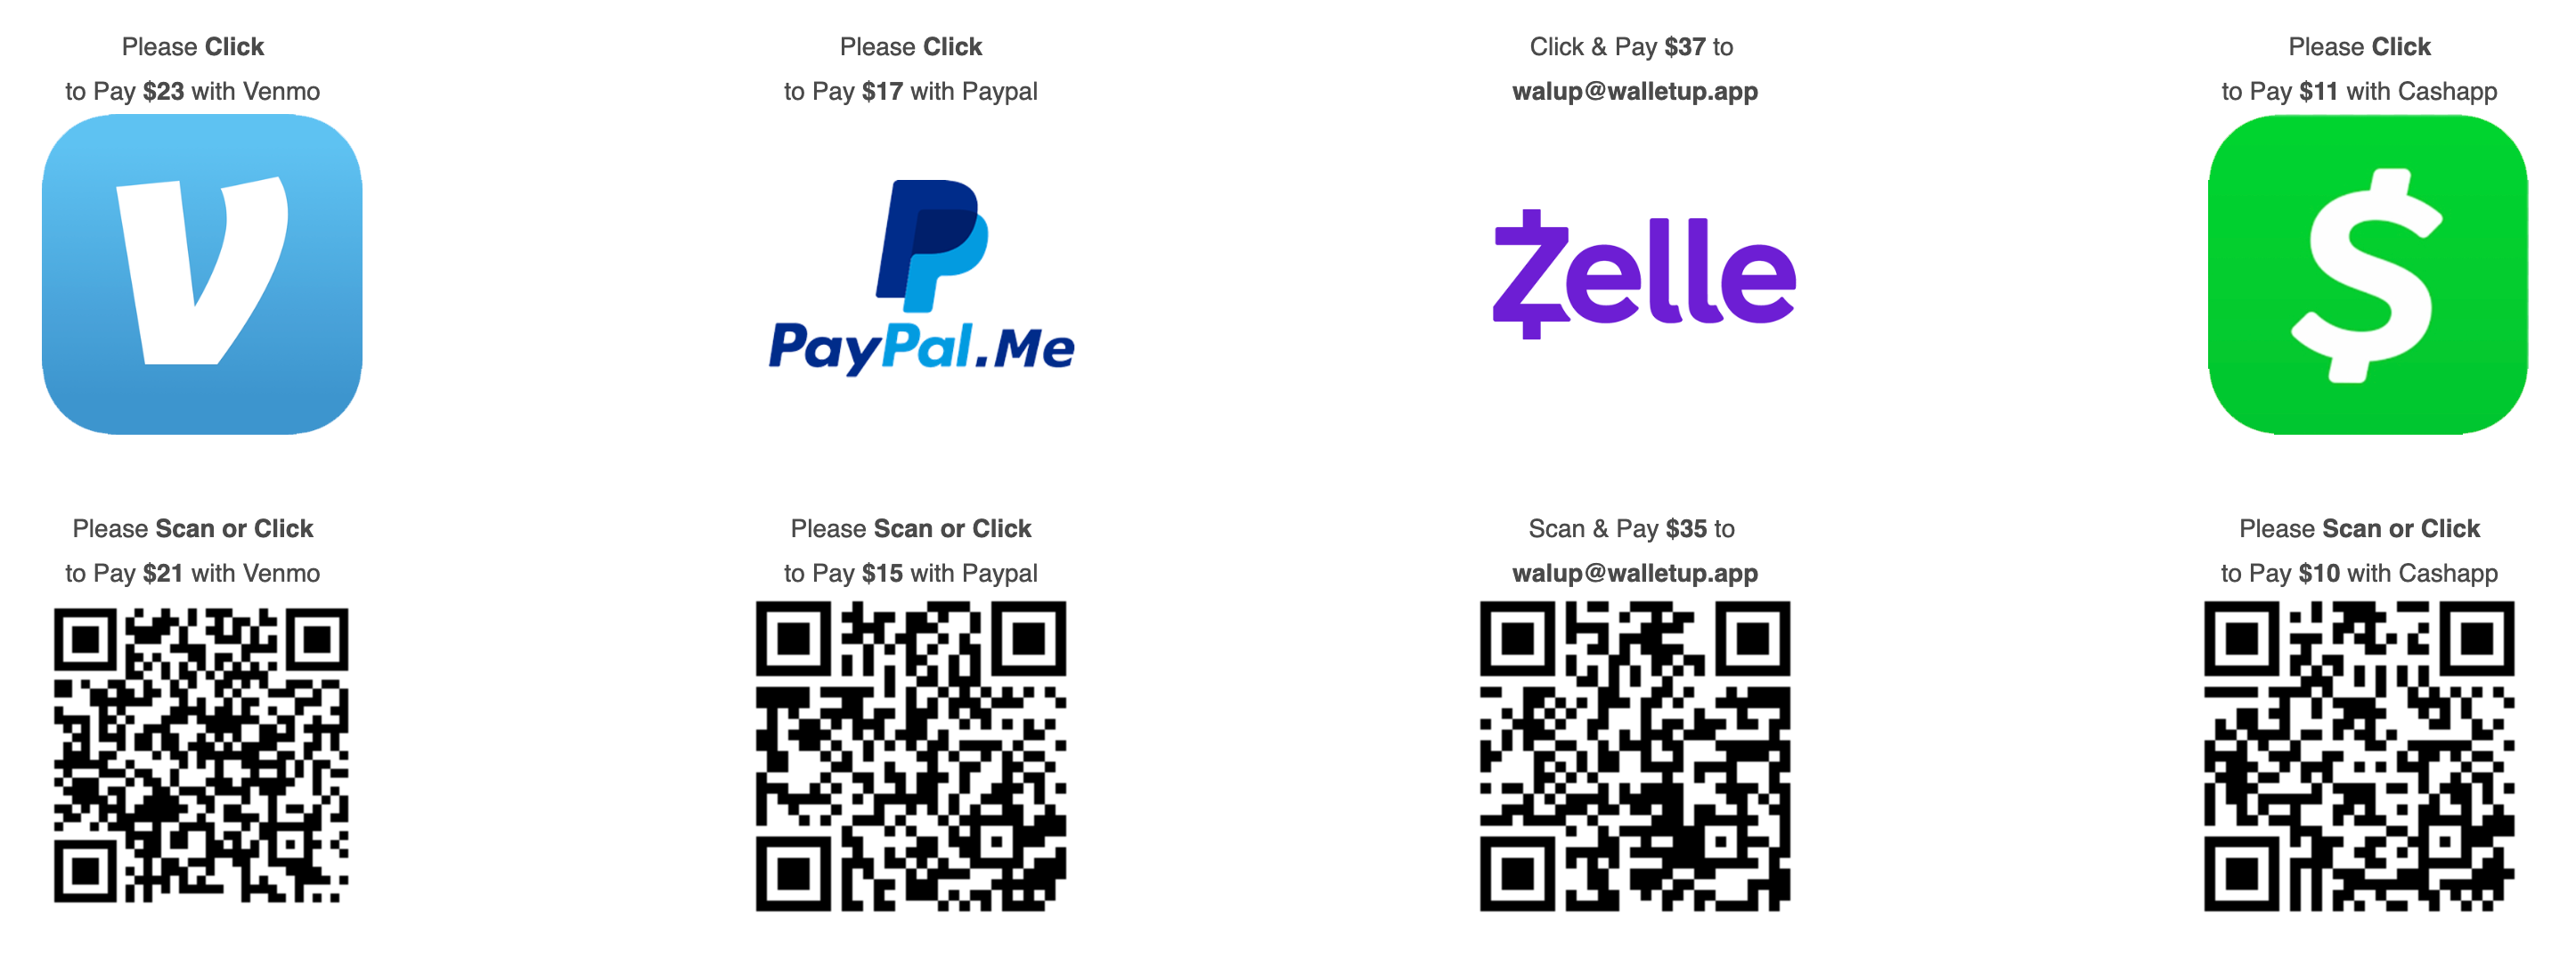 Please Click
to Pay $23 with Venmo
V
Please Click
to Pay $17 with Paypal
PayPal.Me
Click & Pay $37 to
walup@walletup.app
Zelle
Please Click
to Pay $11 with Cashapp
$
Please Scan or Click
to Pay $21 with Venmo
Please Scan or Click
to Pay $15 with Paypal
Scan & Pay $35 to
walup@walletup.app
Please Scan or Click
to Pay $10 with Cashapp